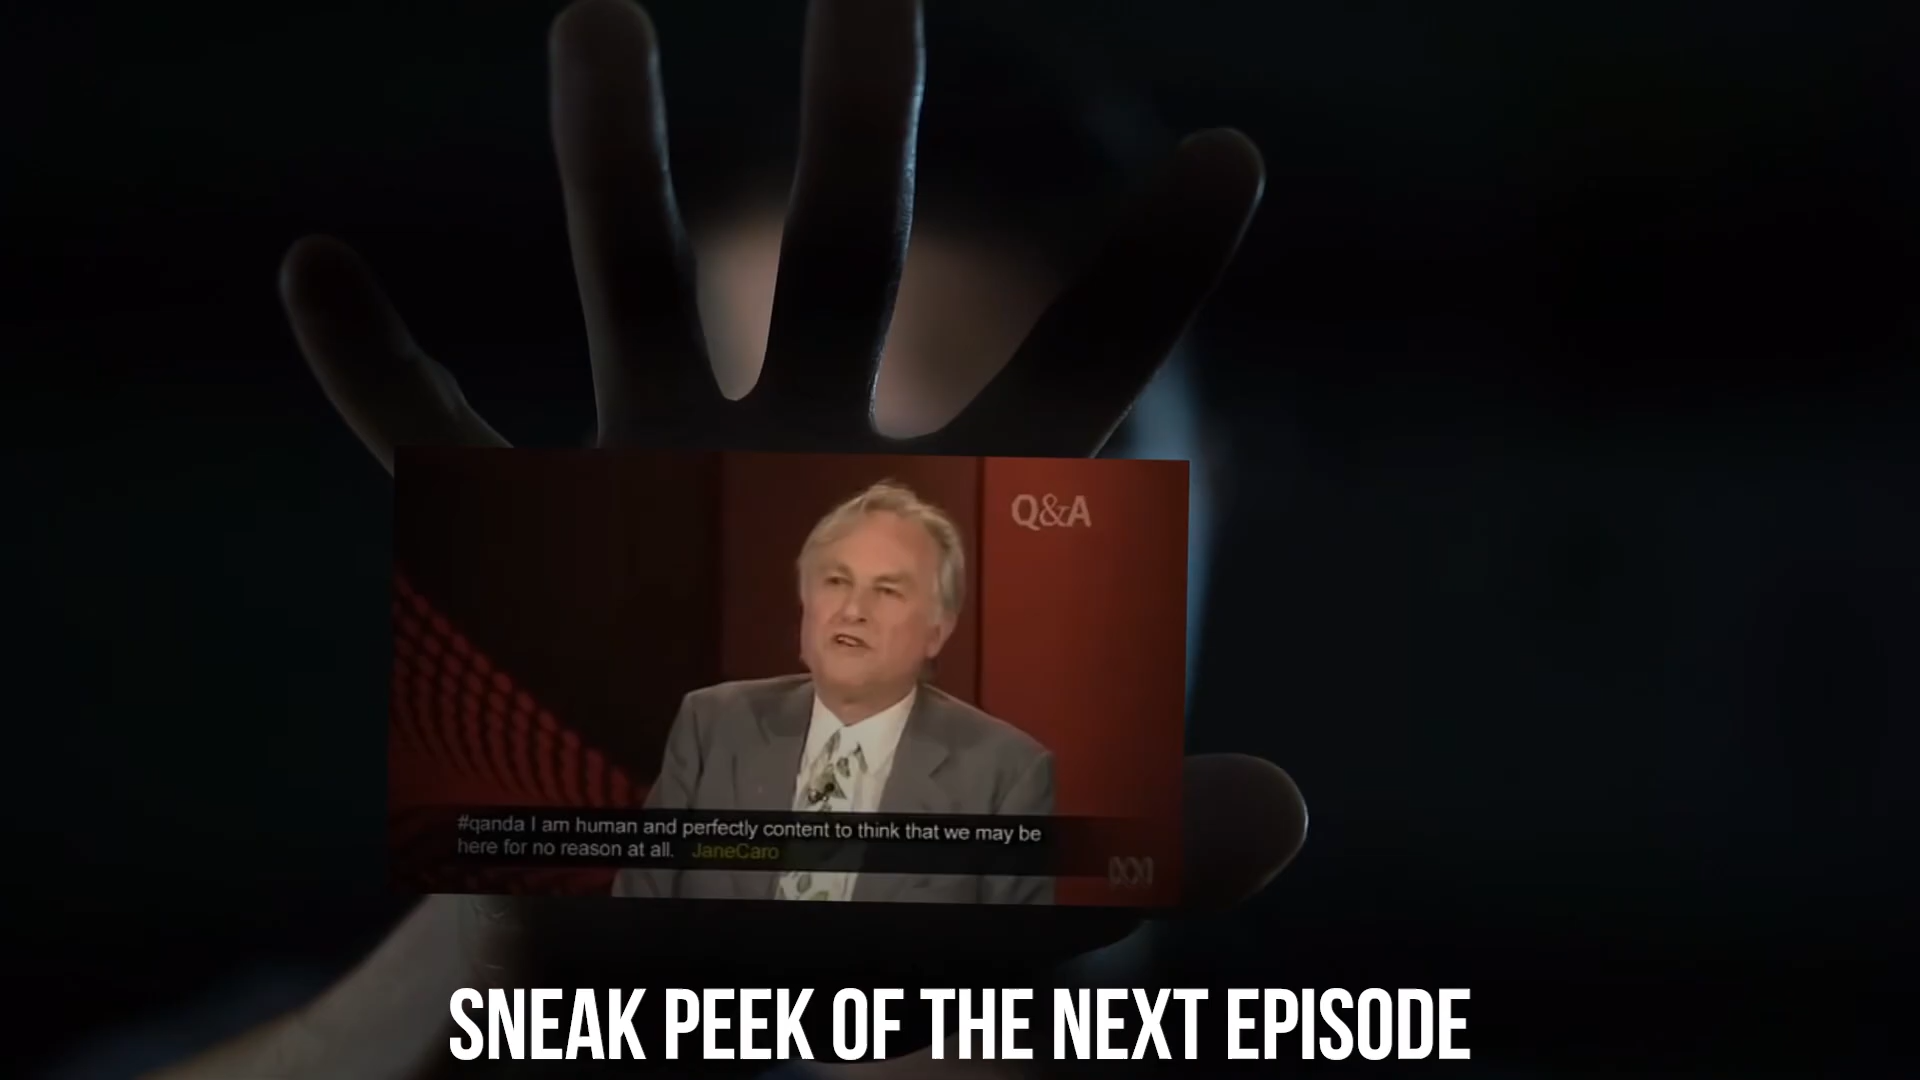 Q&A
#qanda I am human and perfectly content to think that we may be
here for no reason at all. JaneCaro
SNEAK PEEK OF THE NEXT EPISODE